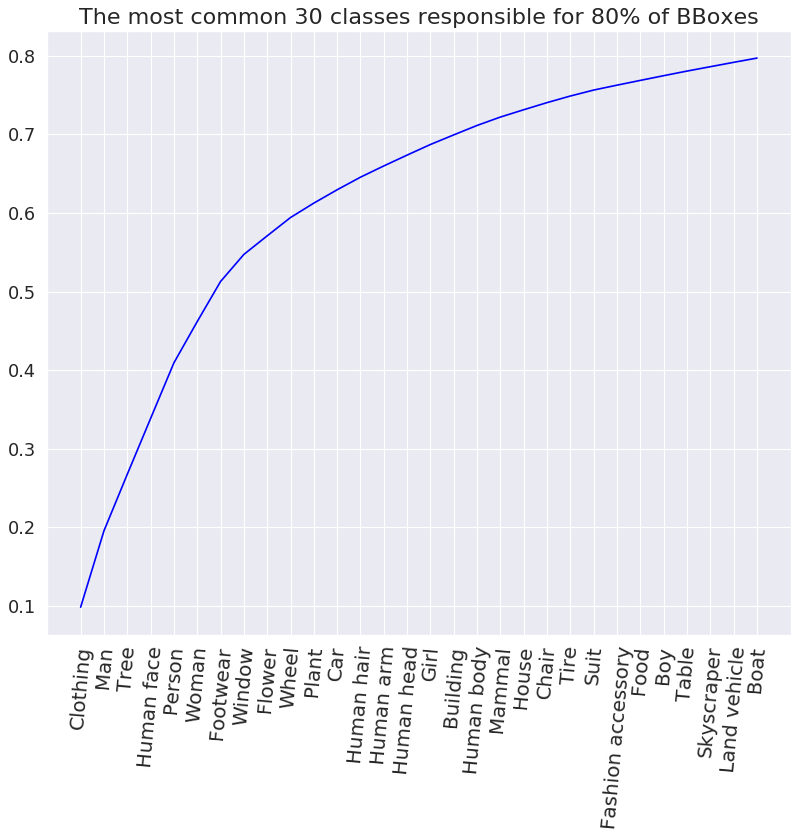 The most common 30 classes responsible for 80% of BBoxes
0.8
0.7
0.6
0.5
0.4
0.3
0.2
0.1
Clothing
Man
Tree
Human face
Person
Woman
Footwear
Window
Flower
Wheel
Plant
Car
Human hair
Human arm
Human head
Girl
Building
Human body
Mammal
House
Chair
Tire
Suit
Fashion accessory
Food
Boy
Table
Skyscraper
Land vehicle
Boat